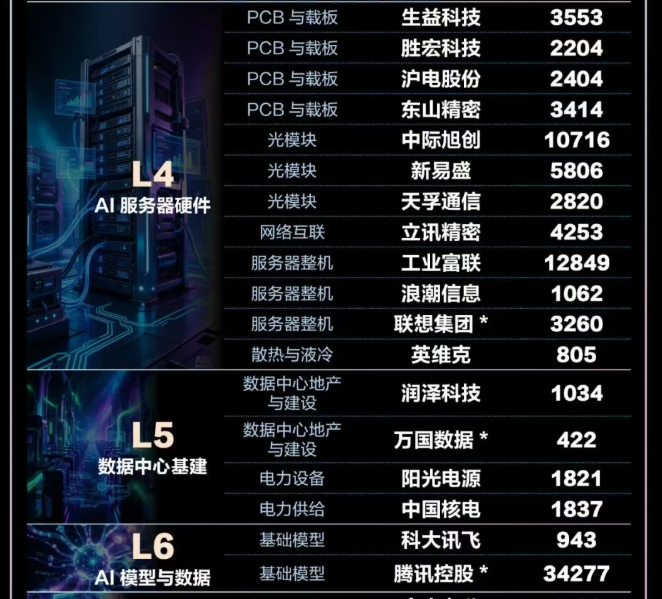 PCB 与载板 生益科技 3553
PCB 与载板 胜宏科技 2204
PCB 与载板 沪电股份 2404
PCB 与载板 东山精密 3414
光模块 中际旭创 10716
L4
AI 服务器硬件
光模块 新易盛 5806
光模块 天孚通信 2820
网络互联 立讯精密 4253
服务器整机 工业富联 12849
服务器整机 浪潮信息 1062
服务器整机 联想集团 * 3260
散热与液冷 英维克 805
L5
数据中心基建
数据中心地产
与建设 润泽科技 1034
数据中心地产
与建设 万国数据 * 422
电力设备 阳光电源 1821
电力供给 中国核电 1837
L6
AI 模型与数据
基础模型 科大讯飞 943
基础模型 腾讯控股 * 34277